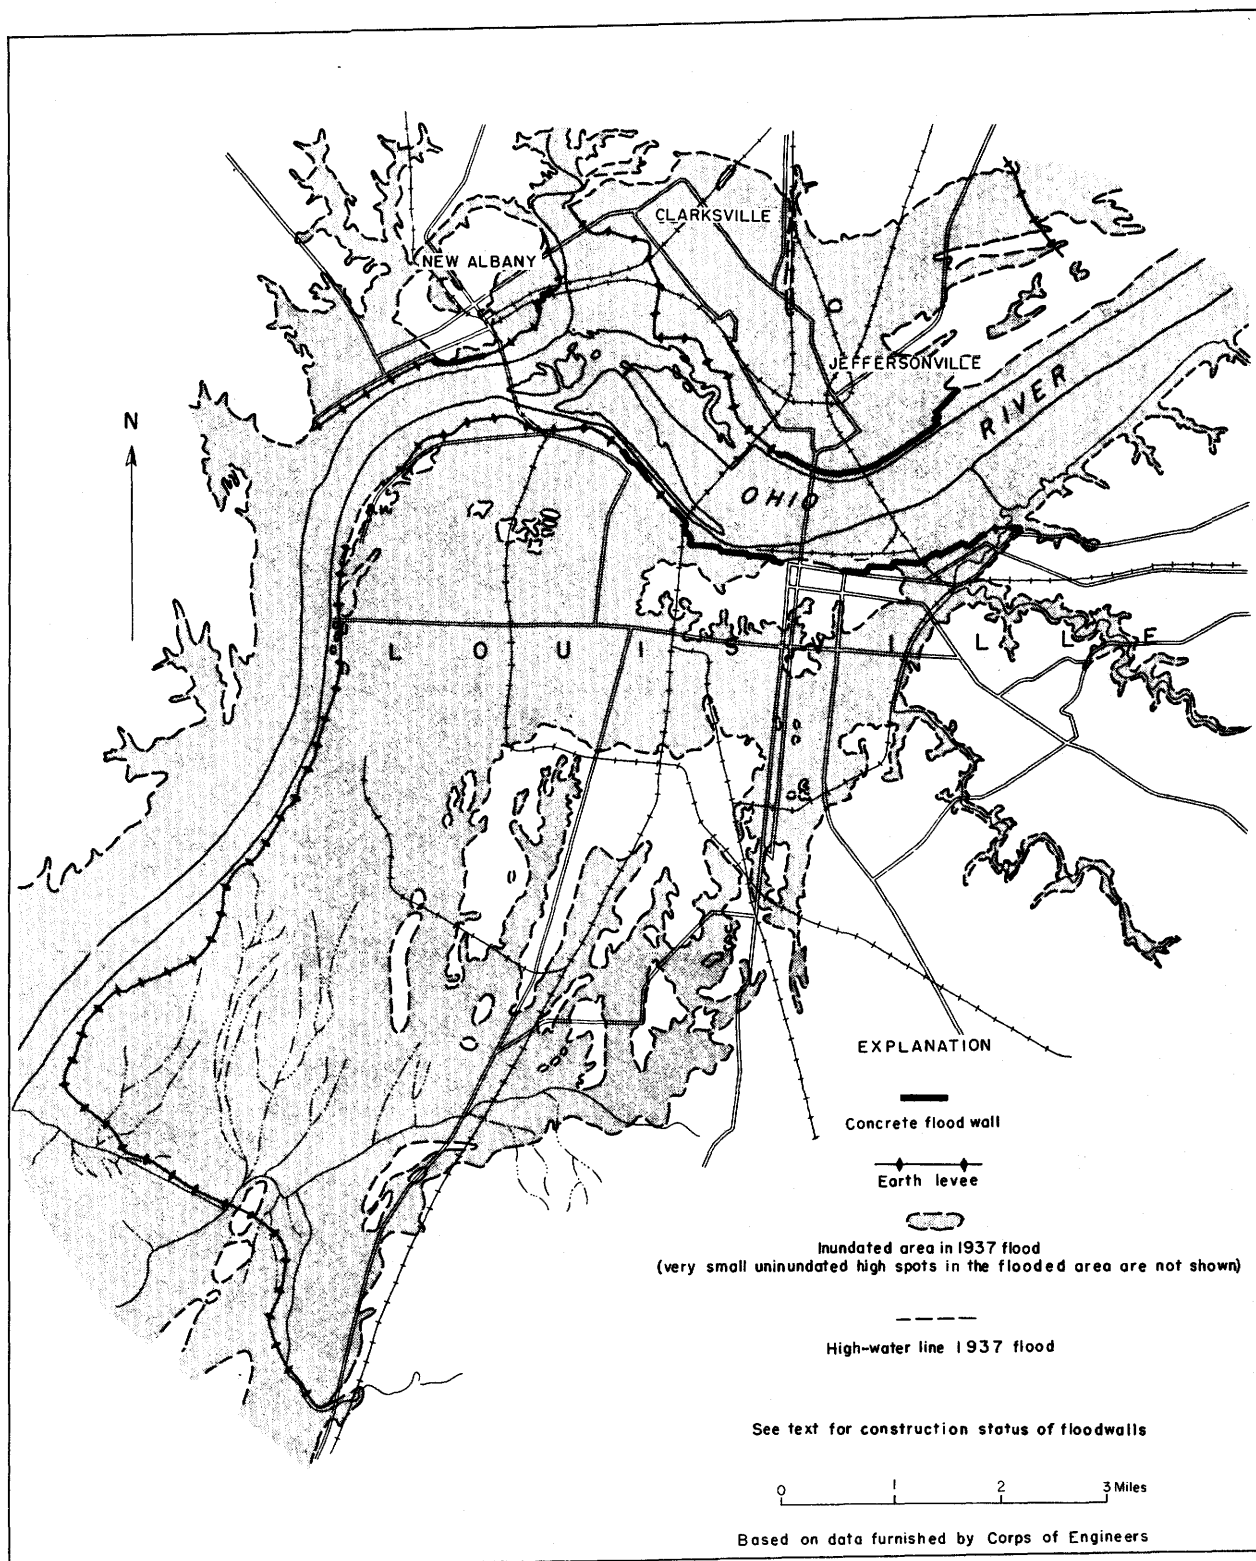 CLARKSVILLE
NEW ALBANY
JEFFERSONVILLE
N
RIVER
OHIO
L O U I S V I L L E
EXPLANATION
Concrete flood wall
Earth levee
Inundated area in 1937 flood
(very small uninundated high spots in the flooded area are not shown)
High-water line 1937 flood
See text for construction status of floodwalls
0 1 2 3 Miles
Based on data furnished by Corps of Engineers